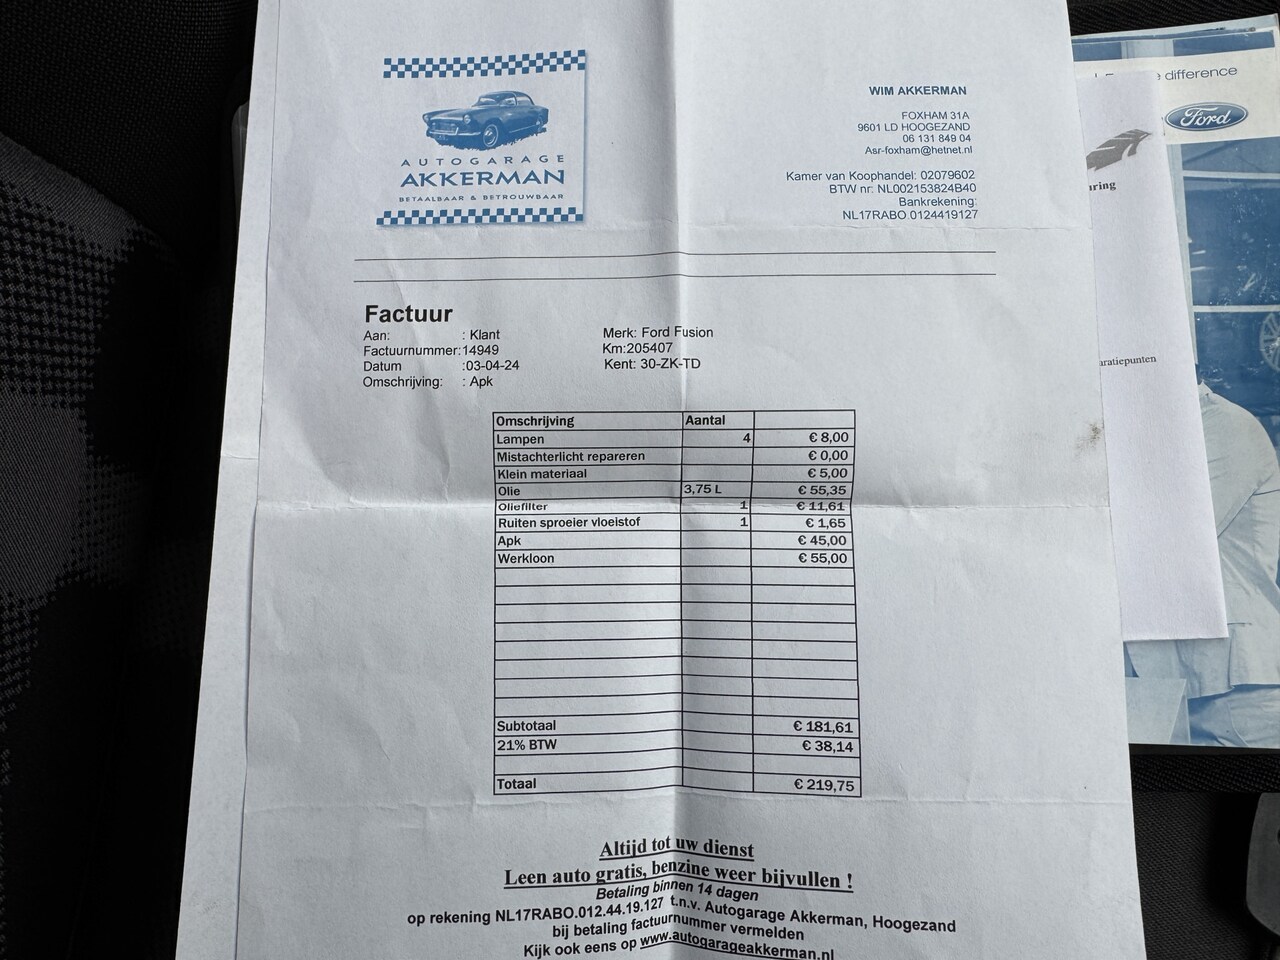 AUTOGARAGE
AKKERMAN
BETAALBAAR & BETROUWBAAR
WIM AKKERMAN
FOXHAM 31A
9601 LD HOOGEZAND
06 131 849 04
Asr-foxham@hetnet.nl
Kamer van Koophandel: 02079602
BTW nr: NL002153824B40
Bankrekening:
NL17RABO.0124419127
Factuur
Aan: : Klant
Factuurnummer:14949
Datum :03-04-24
Omschrijving: : Apk
Merk: Ford Fusion
Km:205407
Kent: 30-ZK-TD
Omschrijving Aantal
Lampen 4 € 8,00
Mistachterlicht repareren € 0,00
Klein materiaal € 5,00
Olie 3,75 L € 55,35
Oliefilter 1 € 11,61
Ruiten sproeier vloeistof 1 € 1,65
Apk € 45,00
Werkloon € 55,00
Subtotaal € 181,61
21% BTW € 38,14
Totaal € 219,75
Altijd tot uw dienst
Leen auto gratis, benzine weer bijvullen !
Betaling binnen 14 dagen
op rekening NL17RABO.012.44.19.127 t.n.v. Autogarage Akkerman, Hoogezand
bij betaling factuurnummer vermelden
Kijk ook eens op www.autogarageakkerman.nl
difference
Ford